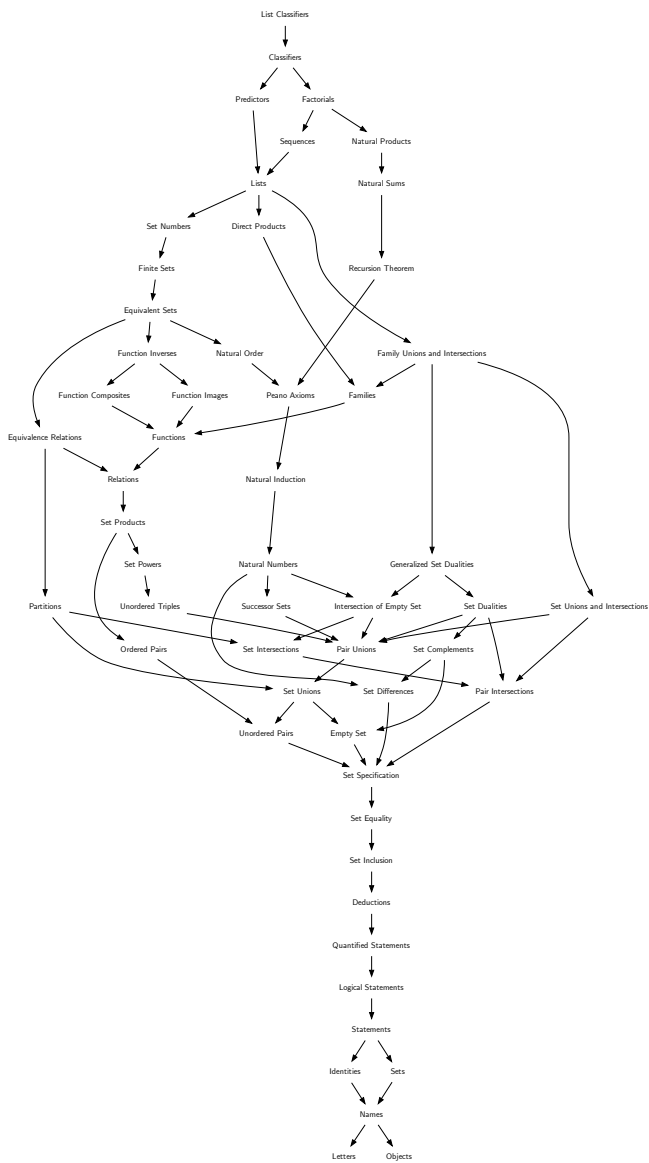 List Classifiers
Classifiers
Predictors
Factorials
Sequences
Natural Products
Lists
Natural Sums
Set Numbers
Direct Products
Finite Sets
Recursion Theorem
Equivalent Sets
Function Inverses
Natural Order
Family Unions and Intersections
Function Composites
Function Images
Peano Axioms
Families
Equivalence Relations
Functions
Relations
Natural Induction
Set Products
Set Powers
Natural Numbers
Generalized Set Dualities
Partitions
Unordered Triples
Successor Sets
Intersection of Empty Set
Set Dualities
Set Unions and Intersections
Ordered Pairs
Set Intersections
Pair Unions
Set Complements
Set Unions
Set Differences
Pair Intersections
Unordered Pairs
Empty Set
Set Specification
Set Equality
Set Inclusion
Deductions
Quantified Statements
Logical Statements
Statements
Identities
Sets
Names
Letters
Objects